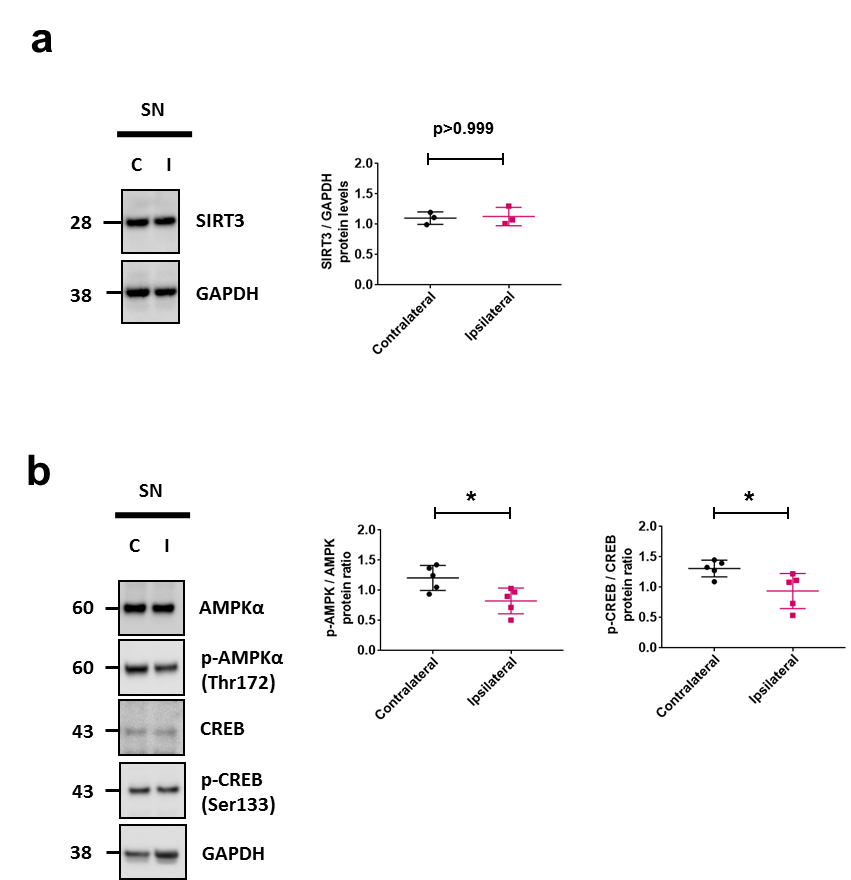 a
SN
C I
28
SIRT3
38
GAPDH
p>0.999
SIRT3 / GAPDH
protein levels
2.0
1.5
1.0
0.5
0.0
Contralateral
Ipsilateral
b
SN
C I
60
AMPKα
60
p-AMPKα
(Thr172)
43
CREB
43
p-CREB
(Ser133)
38
GAPDH
*
p-AMPK / AMPK
protein ratio
2.0
1.5
1.0
0.5
0.0
Contralateral
Ipsilateral
*
p-CREB / CREB
protein ratio
2.0
1.5
1.0
0.5
0.0
Contralateral
Ipsilateral